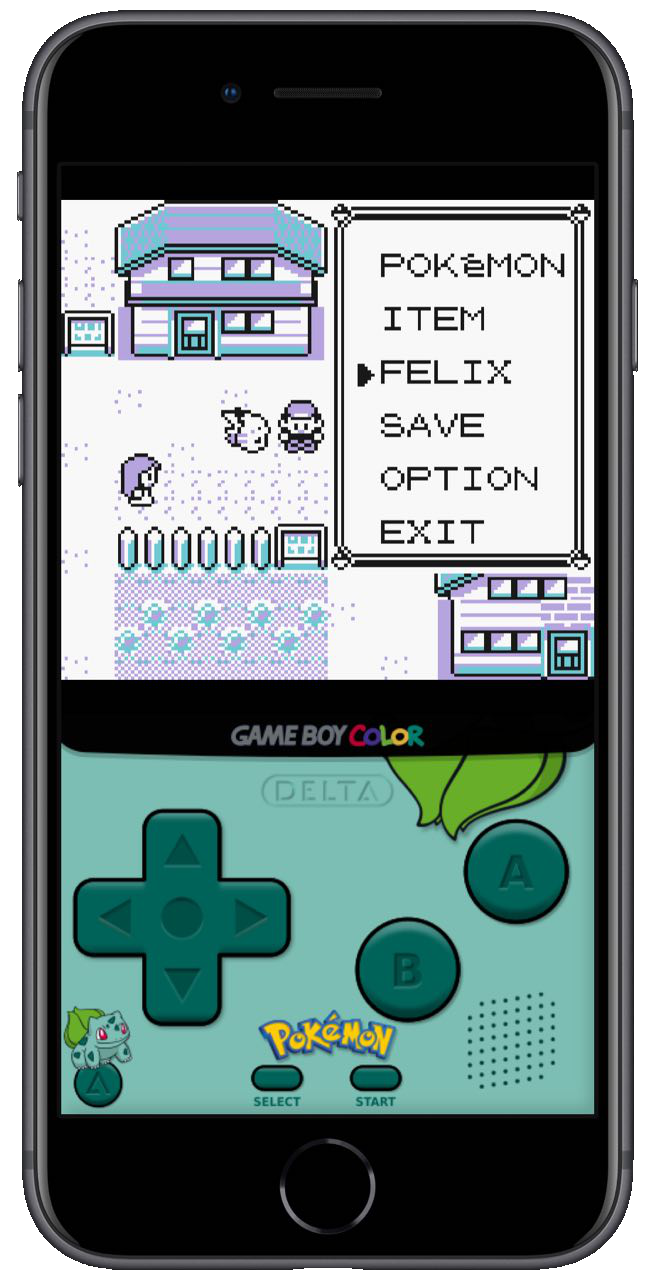 POKéMON
ITEM
FELIX
SAVE
OPTION
EXIT
GAME BOY COLOR
DELTA
A
B
POKéMON
SELECT
START